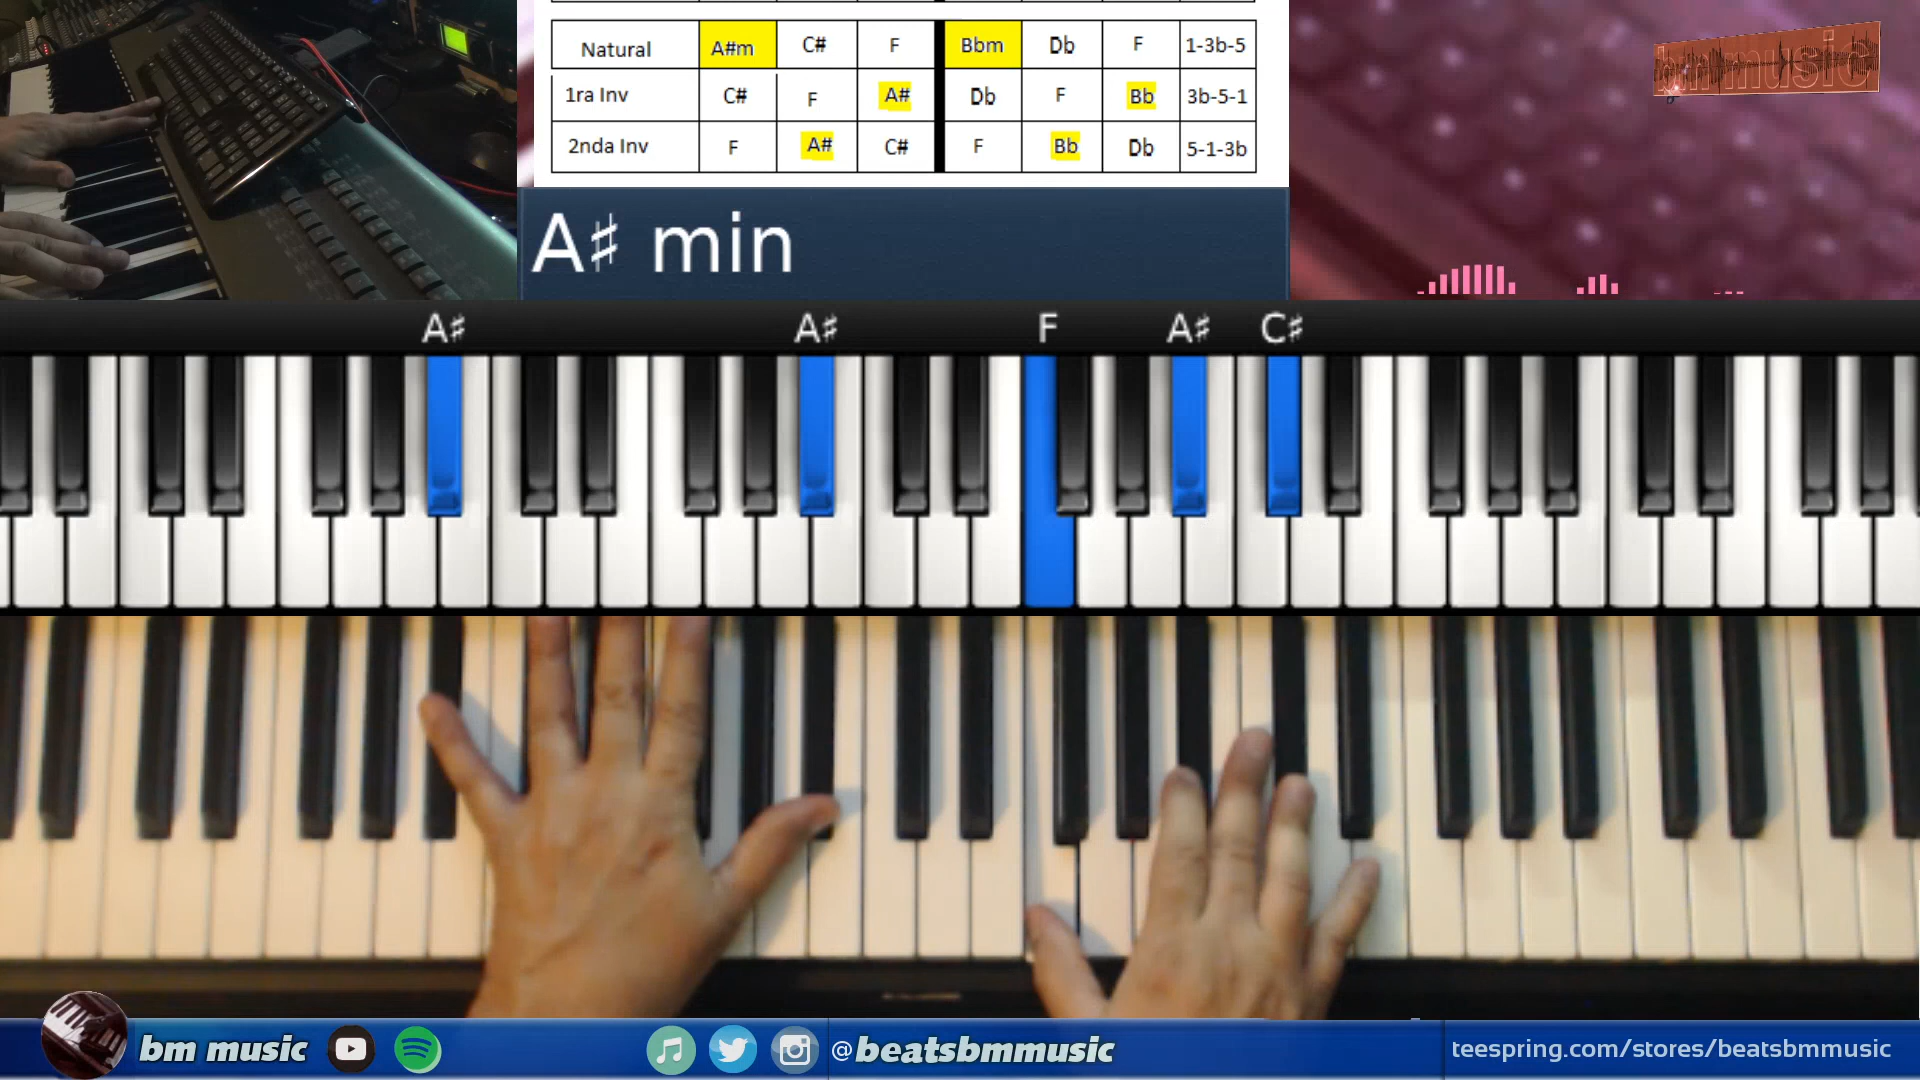 Natural A#m C# F Bbm Db F 1-3b-5
1ra Inv C# F A# Db F Bb 3b-5-1
2nda Inv F A# C# F Bb Db 5-1-3b
bmmusic
A♯ min
A♯ A♯ F A♯ C♯
bm music @beatsbmmusic teespring.com/stores/beatsbmmusic